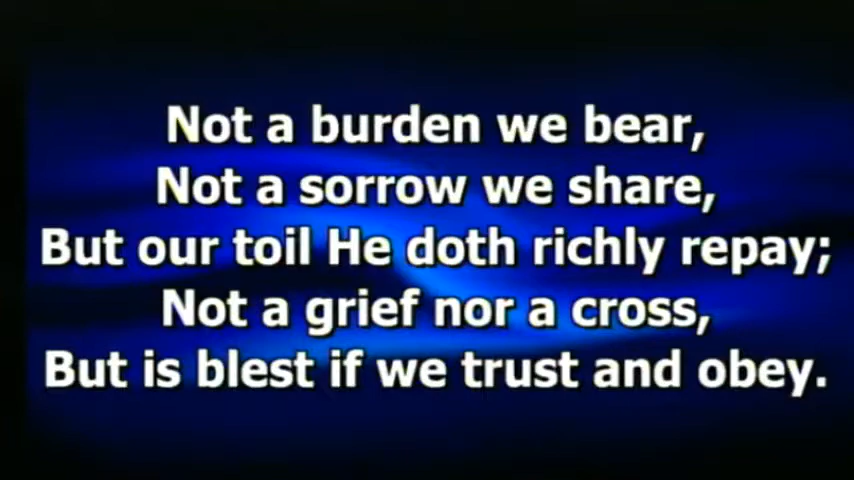 Not a burden we bear,
Not a sorrow we share,
But our toil He doth richly repay;
Not a grief nor a cross,
But is blest if we trust and obey.